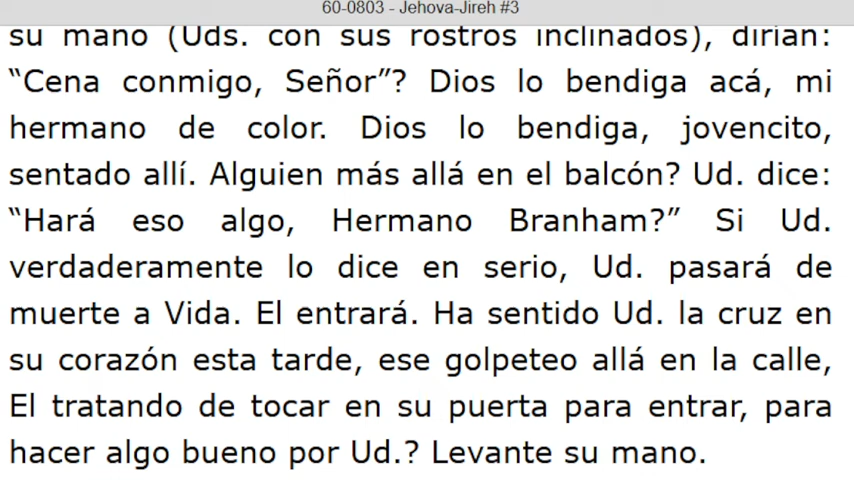 60-0803 - Jehova-Jireh #3
su mano (Uds. con sus rostros inclinados), dirían:
“Cena conmigo, Señor”? Dios lo bendiga acá, mi
hermano de color. Dios lo bendiga, jovencito,
sentado allí. Alguien más allá en el balcón? Ud. dice:
“Hará eso algo, Hermano Branham?” Si Ud.
verdaderamente lo dice en serio, Ud. pasará de
muerte a Vida. El entrará. Ha sentido Ud. la cruz en
su corazón esta tarde, ese golpeteo allá en la calle,
El tratando de tocar en su puerta para entrar, para
hacer algo bueno por Ud.? Levante su mano.